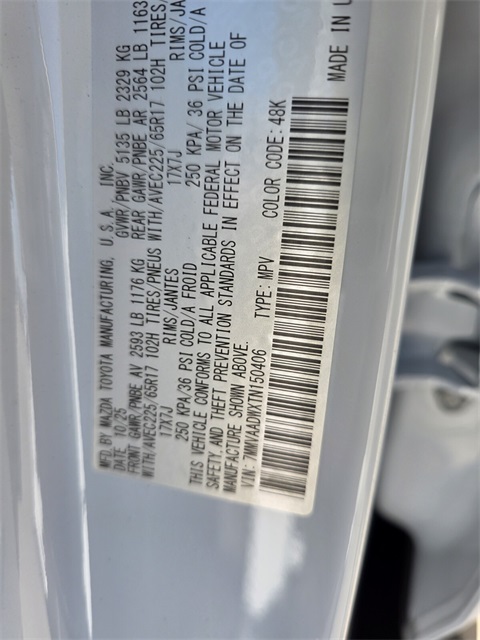 MFD.BY MAZDA TOYOTA MANUFACTURING, U.S.A. INC.
DATE 10/25 GVWR/PNBV 5135 LB 2329 KG
FRONT GAWR/PNBE AV 2593 LB 1176 KG REAR GAWR/PNBE AR 2564 LB 1163
WITH/AVEC225/65R17 102H TIRES/PNEUS WITH/AVEC225/65R17 102H TIRES/
17X7J RIMS/JANTES 17X7J RIMS/JA
250 KPA/36 PSI COLD/A FROID 250 KPA/36 PSI COLD/A
THIS VEHICLE CONFORMS TO ALL APPLICABLE FEDERAL MOTOR VEHICLE
SAFETY, AND THEFT PREVENTION STANDARDS IN EFFECT ON THE DATE OF
MANUFACTURE SHOWN ABOVE. MADE IN U
VIN: 7MMVAADWXTN150406 TYPE: MPV COLOR CODE: 48K